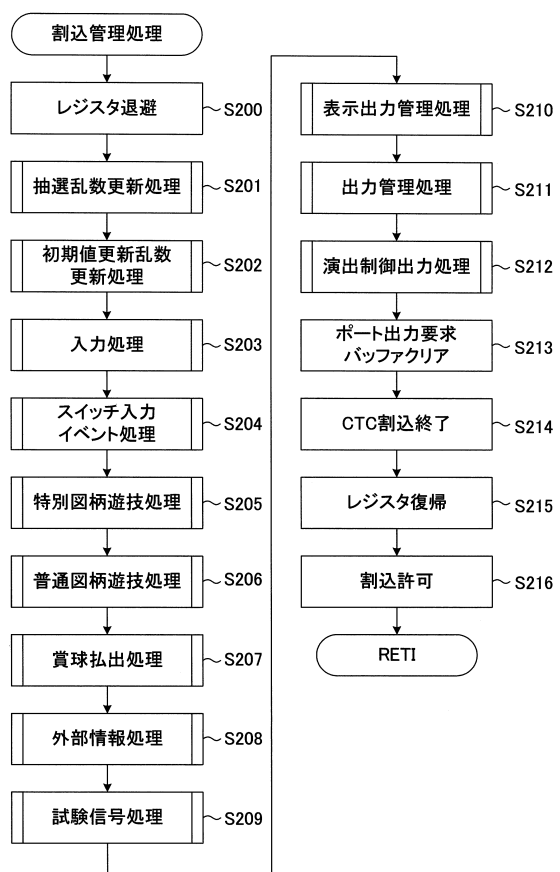 割込管理処理
レジスタ退避
S200
抽選乱数更新処理
S201
初期値更新乱数
更新処理
S202
入力処理
S203
スイッチ入力
イベント処理
S204
特別図柄遊技処理
S205
普通図柄遊技処理
S206
賞球払出処理
S207
外部情報処理
S208
試験信号処理
S209
表示出力管理処理
S210
出力管理処理
S211
演出制御出力処理
S212
ポート出力要求
バッファクリア
S213
CTC割込終了
S214
レジスタ復帰
S215
割込許可
S216
RETI